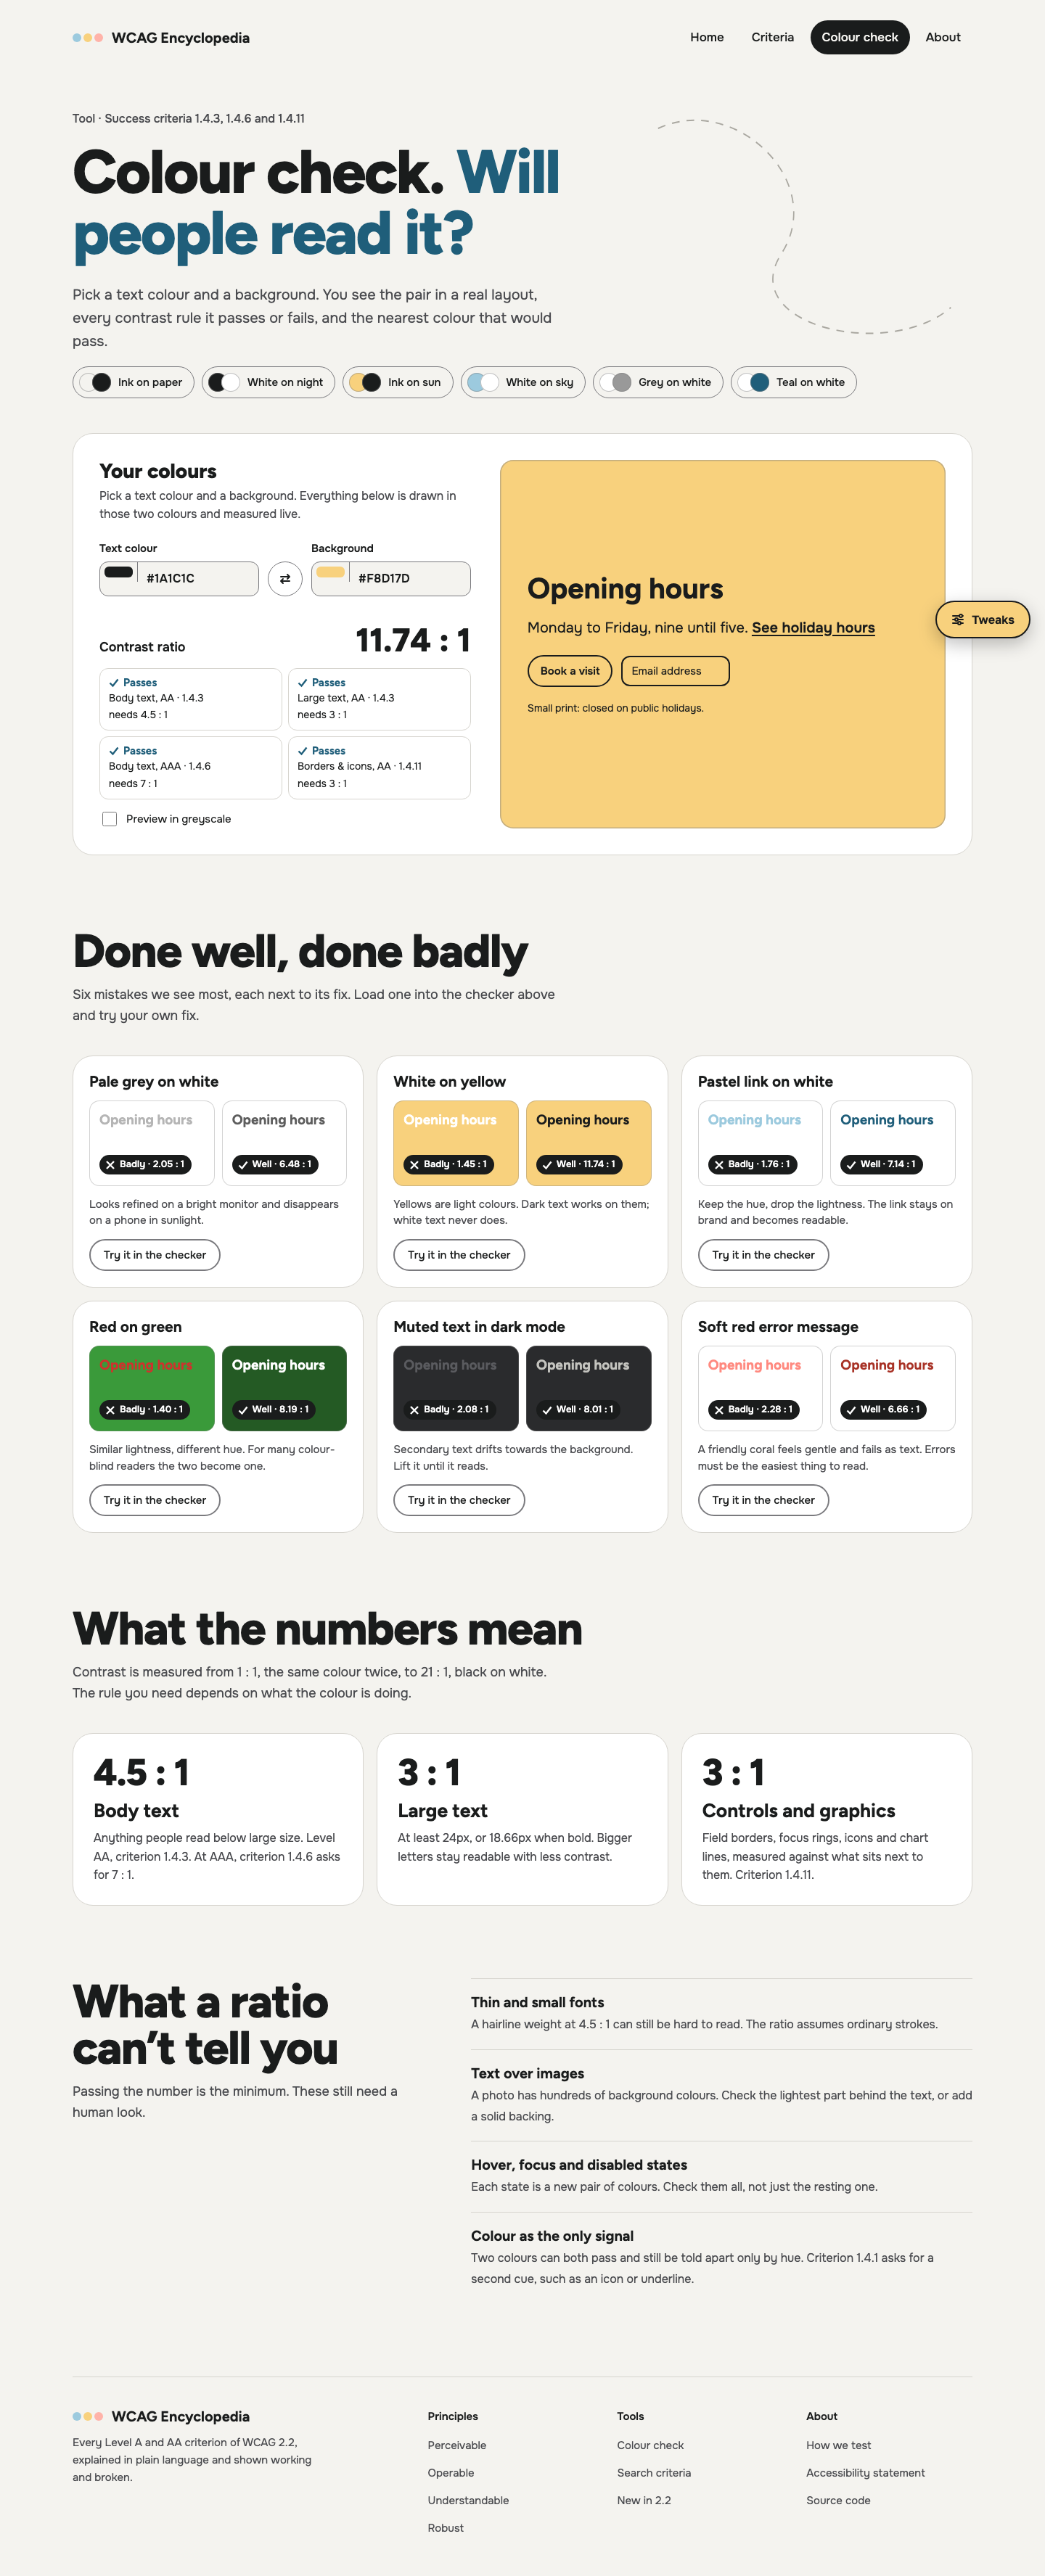 WCAG Encyclopedia
Home
Criteria
Colour check
About
Tool · Success criteria 1.4.3, 1.4.6 and 1.4.11
Colour check. Will
people read it?
Pick a text colour and a background. You see the pair in a real layout,
every contrast rule it passes or fails, and the nearest colour that would
pass.
Ink on paper
White on night
Ink on sun
White on sky
Grey on white
Teal on white
Your colours
Pick a text colour and a background. Everything below is drawn in
those two colours and measured live.
Text colour
Background
#1A1C1C
#F8D17D
Contrast ratio
11.74 : 1
Passes
Body text, AA · 1.4.3
needs 4.5 : 1
Passes
Large text, AA · 1.4.3
needs 3 : 1
Passes
Body text, AAA · 1.4.6
needs 7 : 1
Passes
Borders & icons, AA · 1.4.11
needs 3 : 1
Preview in greyscale
Opening hours
Monday to Friday, nine until five. See holiday hours
Book a visit
Email address
Small print: closed on public holidays.
Tweaks
Done well, done badly
Six mistakes we see most, each next to its fix. Load one into the checker above
and try your own fix.
Pale grey on white
Opening hours
Badly · 2.05 : 1
Opening hours
Well · 6.48 : 1
Looks refined on a bright monitor and disappears
on a phone in sunlight.
Try it in the checker
White on yellow
Opening hours
Badly · 1.45 : 1
Opening hours
Well · 11.74 : 1
Yellows are light colours. Dark text works on them;
white text never does.
Try it in the checker
Pastel link on white
Opening hours
Badly · 1.76 : 1
Opening hours
Well · 7.14 : 1
Keep the hue, drop the lightness. The link stays on
brand and becomes readable.
Try it in the checker
Red on green
Opening hours
Badly · 1.40 : 1
Opening hours
Well · 8.19 : 1
Similar lightness, different hue. For many colour-
blind readers the two become one.
Try it in the checker
Muted text in dark mode
Opening hours
Badly · 2.08 : 1
Opening hours
Well · 8.01 : 1
Secondary text drifts towards the background.
Lift it until it reads.
Try it in the checker
Soft red error message
Opening hours
Badly · 2.28 : 1
Opening hours
Well · 6.66 : 1
A friendly coral feels gentle and fails as text. Errors
must be the easiest thing to read.
Try it in the checker
What the numbers mean
Contrast is measured from 1 : 1, the same colour twice, to 21 : 1, black on white.
The rule you need depends on what the colour is doing.
4.5 : 1
Body text
Anything people read below large size. Level
AA, criterion 1.4.3. At AAA, criterion 1.4.6 asks
for 7 : 1.
3 : 1
Large text
At least 24px, or 18.66px when bold. Bigger
letters stay readable with less contrast.
3 : 1
Controls and graphics
Field borders, focus rings, icons and chart
lines, measured against what sits next to
them. Criterion 1.4.11.
What a ratio
can’t tell you
Passing the number is the minimum. These still need a
human look.
Thin and small fonts
A hairline weight at 4.5 : 1 can still be hard to read. The ratio assumes ordinary strokes.
Text over images
A photo has hundreds of background colours. Check the lightest part behind the text, or add
a solid backing.
Hover, focus and disabled states
Each state is a new pair of colours. Check them all, not just the resting one.
Colour as the only signal
Two colours can both pass and still be told apart only by hue. Criterion 1.4.1 asks for a
second cue, such as an icon or underline.
WCAG Encyclopedia
Every Level A and AA criterion of WCAG 2.2,
explained in plain language and shown working
and broken.
Principles
Perceivable
Operable
Understandable
Robust
Tools
Colour check
Search criteria
New in 2.2
About
How we test
Accessibility statement
Source code